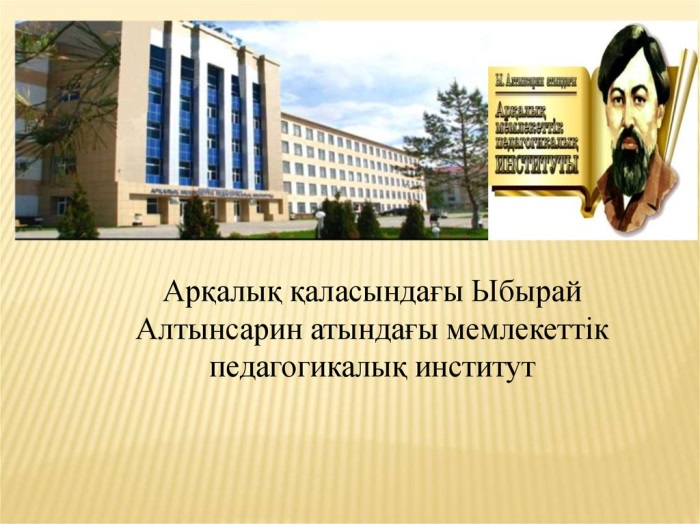 Ы. Алтынсарин атындағы
Арқалық
мемлекеттік
педагогикалық
ИНСТИТУТЫ
Арқалық қаласындағы Ыбырай
Алтынсарин атындағы мемлекеттік
педагогикалық институт